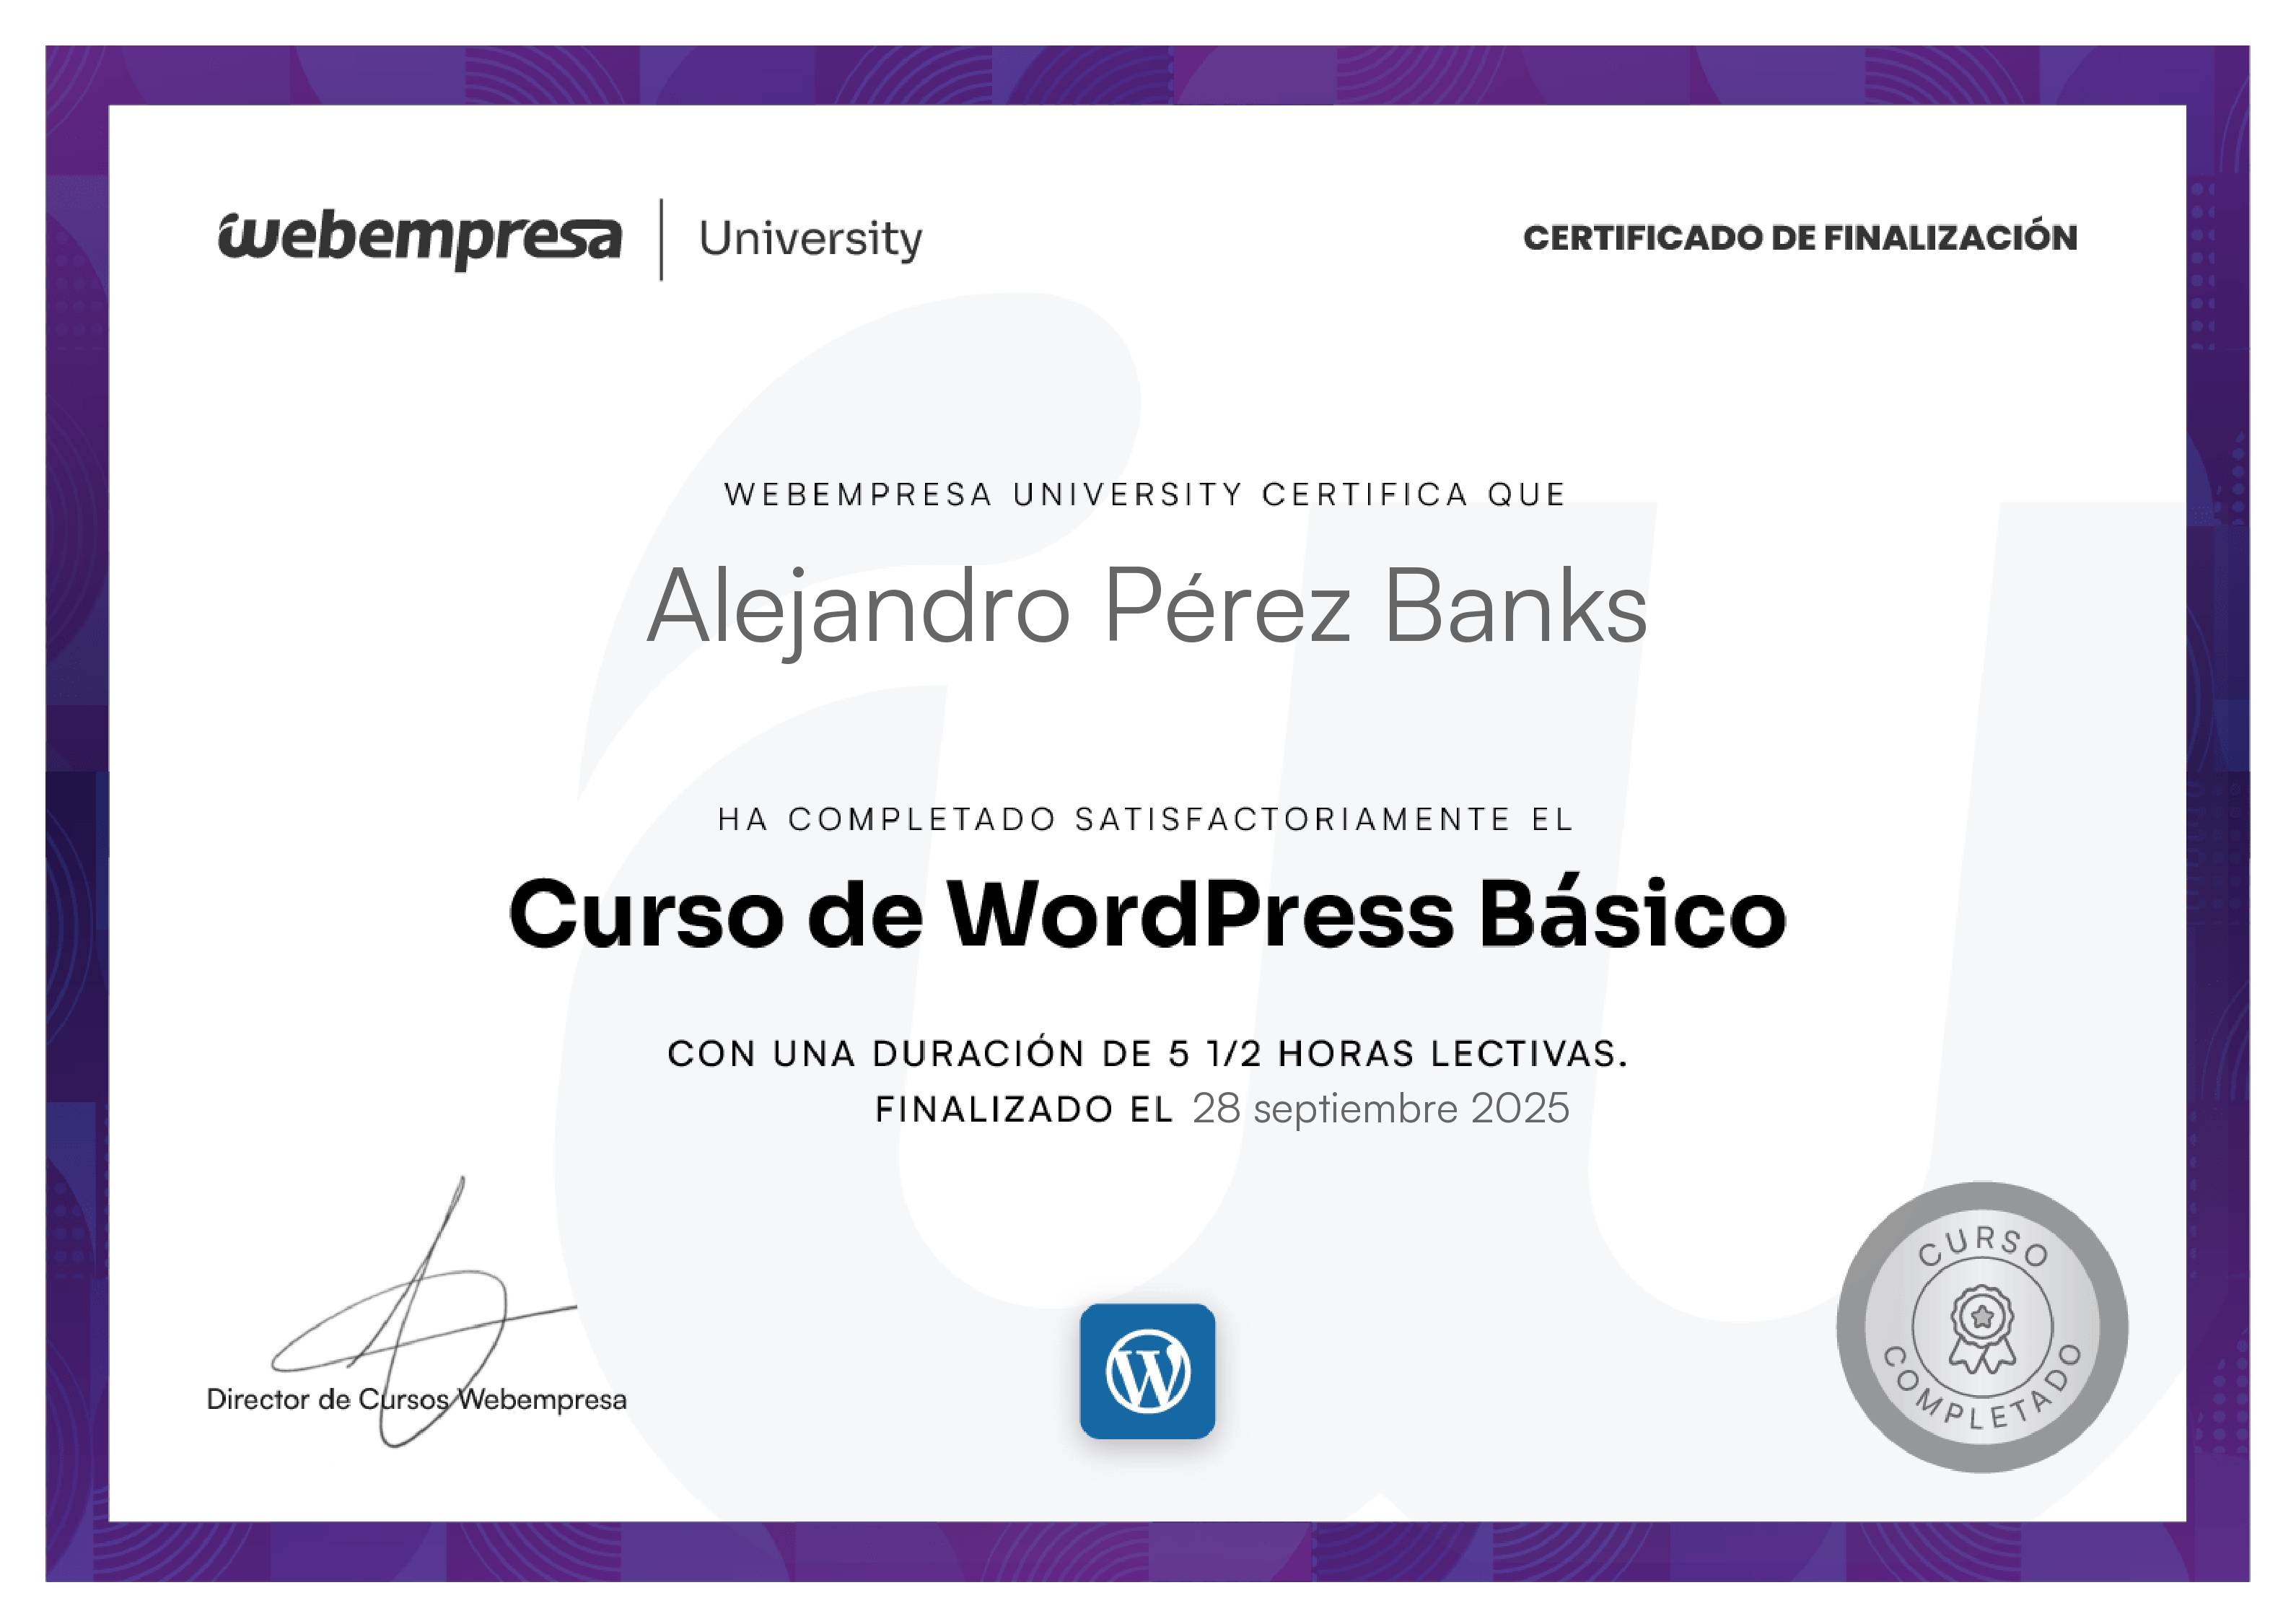 webempresa | University
CERTIFICADO DE FINALIZACIÓN
WEBEMPRESA UNIVERSITY CERTIFICA QUE
Alejandro Pérez Banks
HA COMPLETADO SATISFACTORIAMENTE EL
Curso de WordPress Básico
CON UNA DURACIÓN DE 5 1/2 HORAS LECTIVAS.
FINALIZADO EL 28 septiembre 2025
Director de Cursos Webempresa
CURSO
COMPLETADO